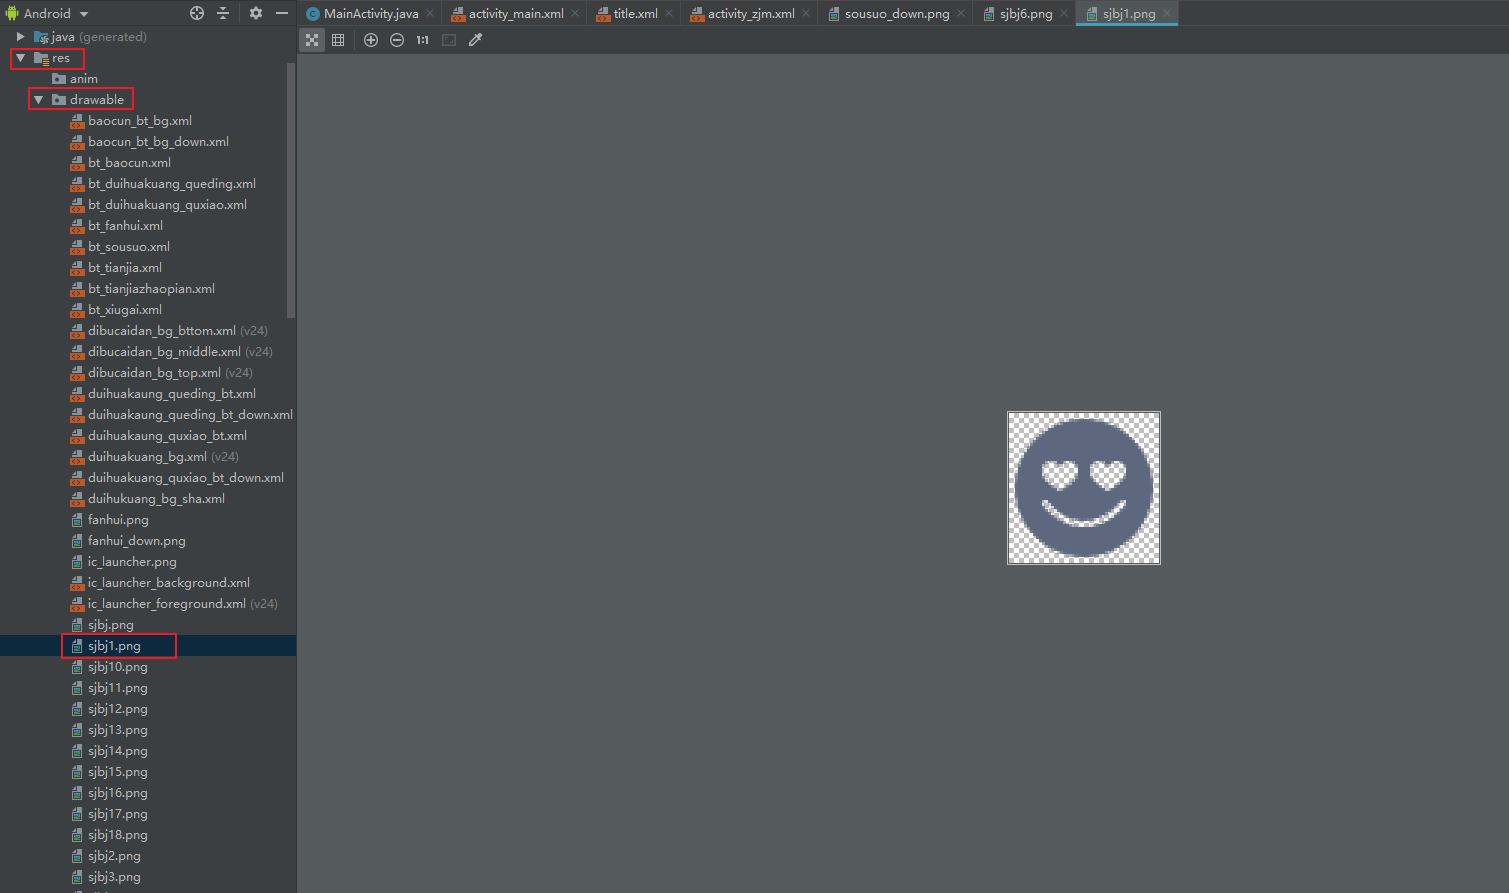 Android
MainActivity.java
activity_main.xml
title.xml
activity_zjm.xml
sousuo_down.png
sjbj6.png
sjbj1.png
1:1
java (generated)
res
anim
drawable
baocun_bt_bg.xml
baocun_bt_bg_down.xml
bt_baocun.xml
bt_duihuakuang_queding.xml
bt_duihuakuang_quxiao.xml
bt_fanhui.xml
bt_sousuo.xml
bt_tianjia.xml
bt_tianjiazhaopian.xml
bt_xiugai.xml
dibucaidan_bg_bttom.xml (v24)
dibucaidan_bg_middle.xml (v24)
dibucaidan_bg_top.xml (v24)
duihuakaung_queding_bt.xml
duihuakaung_queding_bt_down.xml
duihuakaung_quxiao_bt.xml
duihuakuang_bg.xml (v24)
duihuakuang_quxiao_bt_down.xml
duihukuang_bg_sha.xml
fanhui.png
fanhui_down.png
ic_launcher.png
ic_launcher_background.xml
ic_launcher_foreground.xml (v24)
sjbj.png
sjbj1.png
sjbj10.png
sjbj11.png
sjbj12.png
sjbj13.png
sjbj14.png
sjbj15.png
sjbj16.png
sjbj17.png
sjbj18.png
sjbj2.png
sjbj3.png